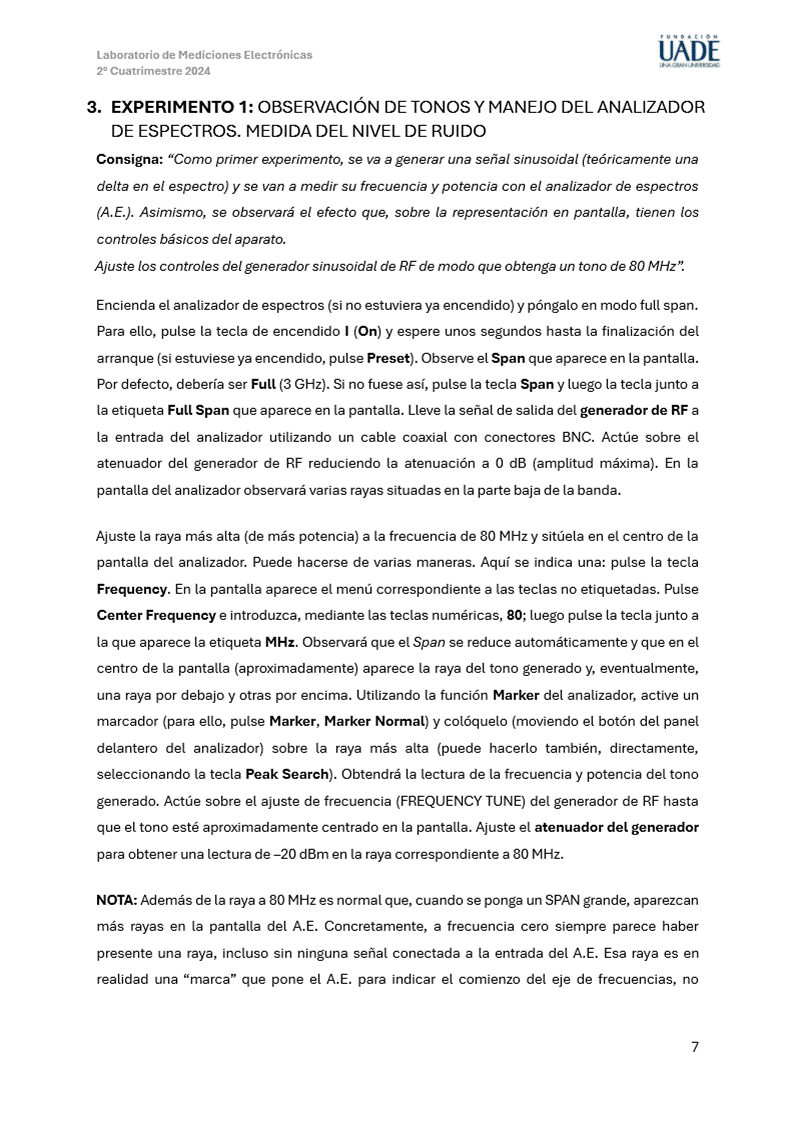 Laboratorio de Mediciones Electrónicas
2º Cuatrimestre 2024
FUNDACIÓN
UADE
UNA GRAN UNIVERSIDAD
3. EXPERIMENTO 1: OBSERVACIÓN DE TONOS Y MANEJO DEL ANALIZADOR
DE ESPECTROS. MEDIDA DEL NIVEL DE RUIDO
Consigna: “Como primer experimento, se va a generar una señal sinusoidal (teóricamente una
delta en el espectro) y se van a medir su frecuencia y potencia con el analizador de espectros
(A.E.). Asimismo, se observará el efecto que, sobre la representación en pantalla, tienen los
controles básicos del aparato.
Ajuste los controles del generador sinusoidal de RF de modo que obtenga un tono de 80 MHz”.
Encienda el analizador de espectros (si no estuviera ya encendido) y póngalo en modo full span.
Para ello, pulse la tecla de encendido I (On) y espere unos segundos hasta la finalización del
arranque (si estuviese ya encendido, pulse Preset). Observe el Span que aparece en la pantalla.
Por defecto, debería ser Full (3 GHz). Si no fuese así, pulse la tecla Span y luego la tecla junto a
la etiqueta Full Span que aparece en la pantalla. Lleve la señal de salida del generador de RF a
la entrada del analizador utilizando un cable coaxial con conectores BNC. Actúe sobre el
atenuador del generador de RF reduciendo la atenuación a 0 dB (amplitud máxima). En la
pantalla del analizador observará varias rayas situadas en la parte baja de la banda.
Ajuste la raya más alta (de más potencia) a la frecuencia de 80 MHz y sitúela en el centro de la
pantalla del analizador. Puede hacerse de varias maneras. Aquí se indica una: pulse la tecla
Frequency. En la pantalla aparece el menú correspondiente a las teclas no etiquetadas. Pulse
Center Frequency e introduzca, mediante las teclas numéricas, 80; luego pulse la tecla junto a
la que aparece la etiqueta MHz. Observará que el Span se reduce automáticamente y que en el
centro de la pantalla (aproximadamente) aparece la raya del tono generado y, eventualmente,
una raya por debajo y otras por encima. Utilizando la función Marker del analizador, active un
marcador (para ello, pulse Marker, Marker Normal) y colóquelo (moviendo el botón del panel
delantero del analizador) sobre la raya más alta (puede hacerlo también, directamente,
seleccionando la tecla Peak Search). Obtendrá la lectura de la frecuencia y potencia del tono
generado. Actúe sobre el ajuste de frecuencia (FREQUENCY TUNE) del generador de RF hasta
que el tono esté aproximadamente centrado en la pantalla. Ajuste el atenuador del generador
para obtener una lectura de –20 dBm en la raya correspondiente a 80 MHz.
NOTA: Además de la raya a 80 MHz es normal que, cuando se ponga un SPAN grande, aparezcan
más rayas en la pantalla del A.E. Concretamente, a frecuencia cero siempre parece haber
presente una raya, incluso sin ninguna señal conectada a la entrada del A.E. Esa raya es en
realidad una “marca” que pone el A.E. para indicar el comienzo del eje de frecuencias, no
7